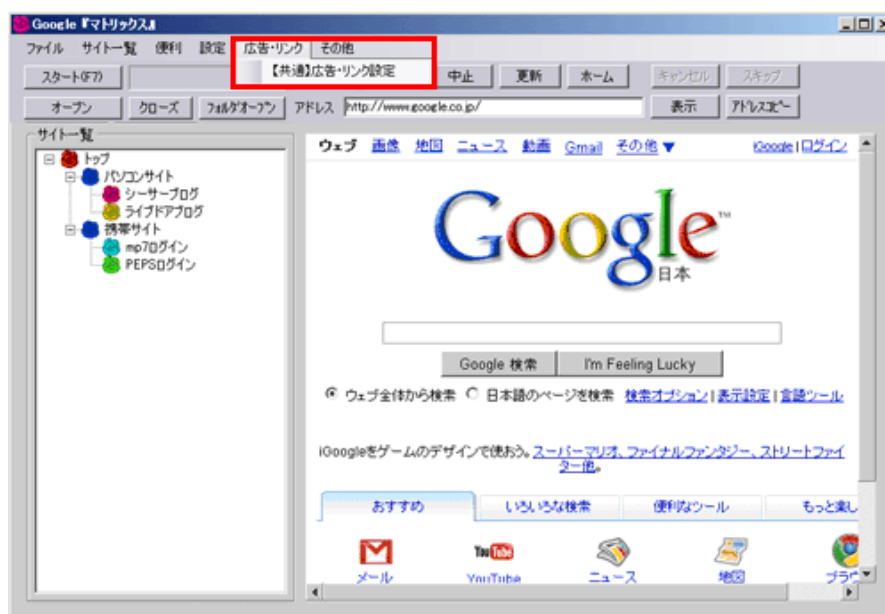 Google 『マトリックス』
ファイル サイト一覧 便利 設定 広告・リンク その他
【共通】広告・リンク設定
スタート(F7) 中止 更新 ホーム キャンセル スキップ
オープン クローズ フォルダオープン アドレス http://www.google.co.jp/ 表示 アドレスコピー
サイト一覧
トップ
パソコンサイト
シーサーブログ
ライブドアブログ
携帯サイト
mp7ログイン
PEPSログイン
ウェブ 画像 地図 ニュース 動画 Gmail その他 ▼ iGoogle | ログイン
Google™
日本
Google 検索 I'm Feeling Lucky
ウェブ全体から検索 日本語のページを検索 検索オプション | 表示設定 | 言語ツール
iGoogleをゲームのデザインで使おう。スーパーマリオ、ファイナルファンタジー、ストリートファイ
ター他。
おすすめ いろいろな検索 便利なツール もっと楽し
メール YouTube ニュース 地図 ブラウ